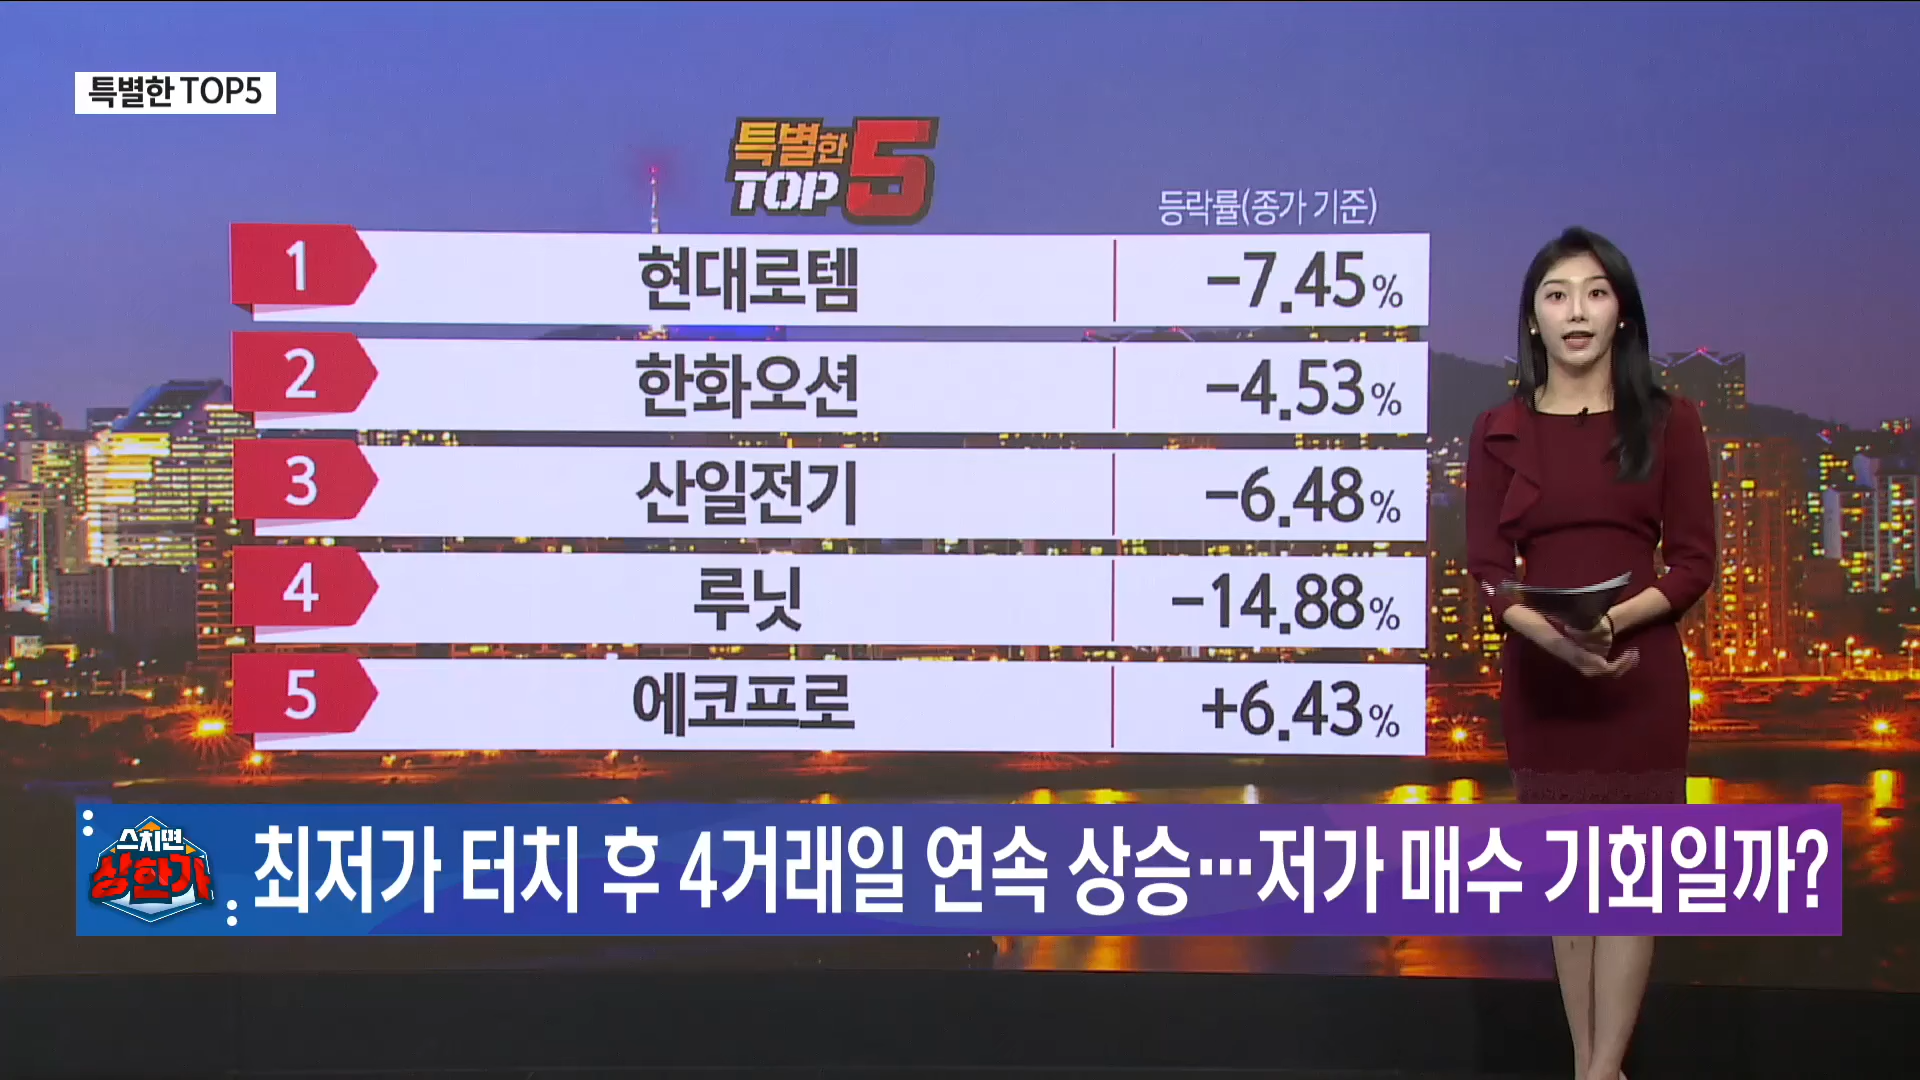 특별한 TOP5
특별한
TOP 5
등락률(종가 기준)
1 현대로템 -7.45%
2 한화오션 -4.53%
3 산일전기 -6.48%
4 루닛 -14.88%
5 에코프로 +6.43%
스치면
상한가
최저가 터치 후 4거래일 연속 상승…저가 매수 기회일까?